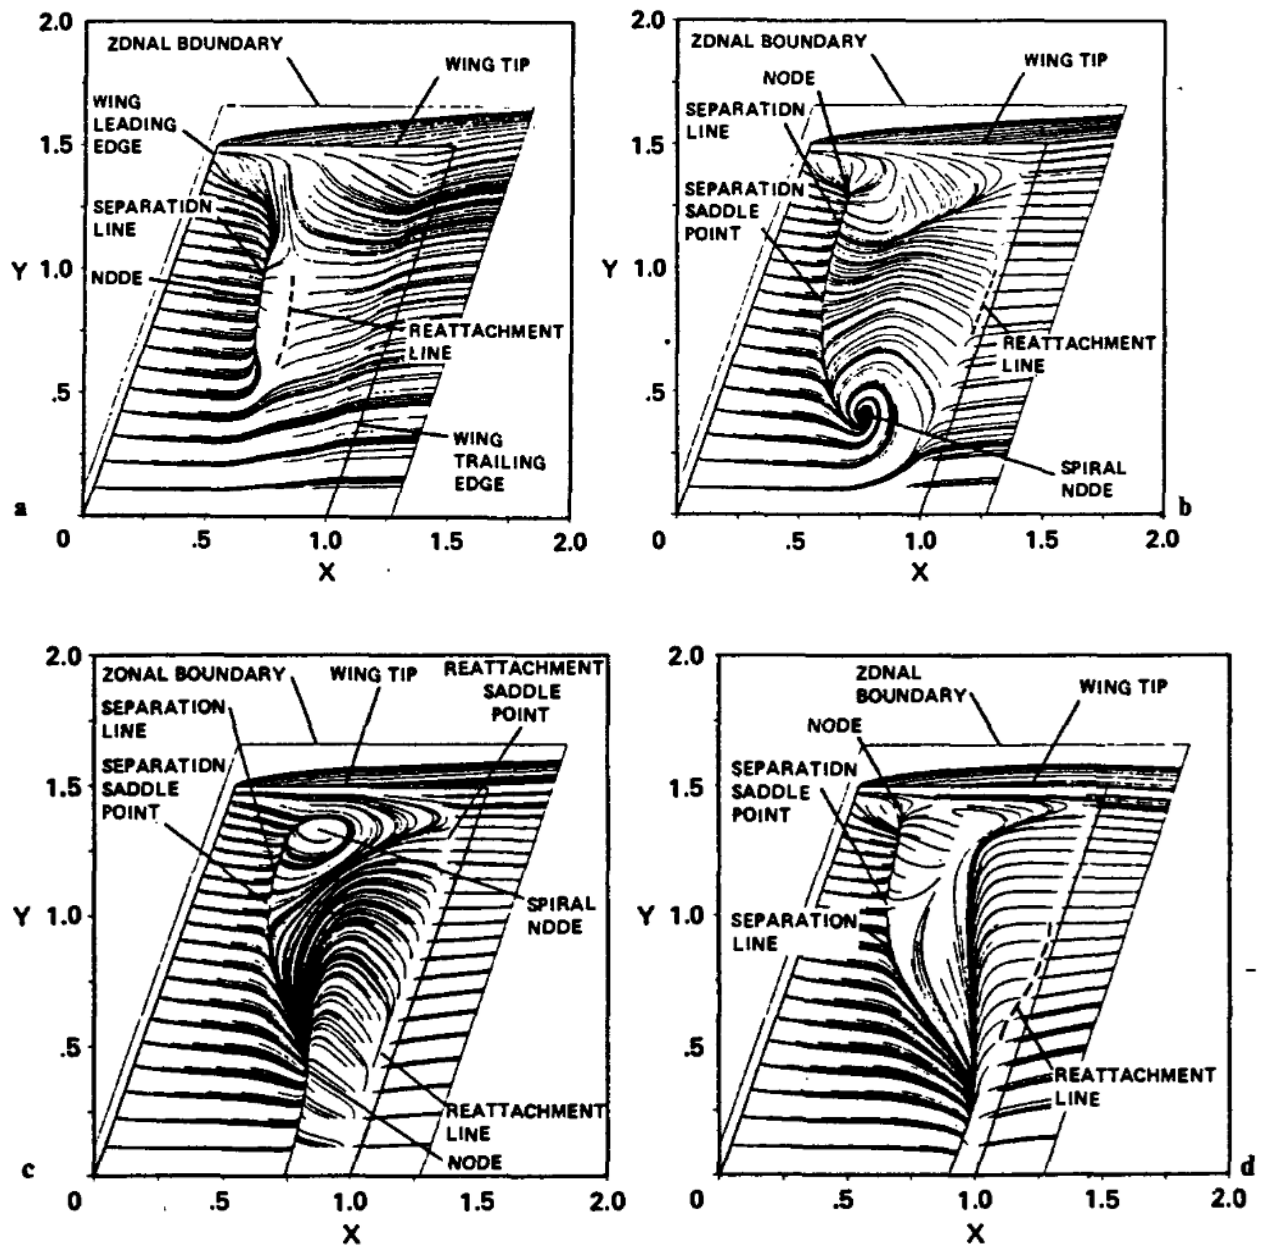 2.0
ZDNAL BDUNDARY
WING TIP
WING
LEADING
EDGE
1.5
SEPARATIDN
LINE
Y
1.0
NDDE
REATTACHMENT
LINE
.5
WING
TRAILING
EDGE
a
0
.5
1.0
1.5
2.0
X
2.0
ZDNAL BOUNDARY
WING TIP
NODE
SEPARATIDN
LINE
1.5
SEPARATIDN
SADDLE
POINT
Y
1.0
REATTACHMENT
LINE
.5
SPIRAL
NDDE
b
0
.5
1.0
1.5
2.0
X
2.0
ZONAL BOUNDARY
WING TIP
REATTACHMENT
SADDLE
POINT
SEPARATION
LINE
SEPARATIDN
SADDLE
POINT
1.5
Y
1.0
SPIRAL
NDDE
.5
REATTACHMENT
LINE
NODE
c
0
.5
1.0
1.5
2.0
X
2.0
ZDNAL
BOUNDARY
WING TIP
NODE
SEPARATIDN
SADDLE
POINT
1.5
Y
1.0
SEPARATIDN
LINE
.5
REATTACHMENT
LINE
d
0
.5
1.0
1.5
2.0
X